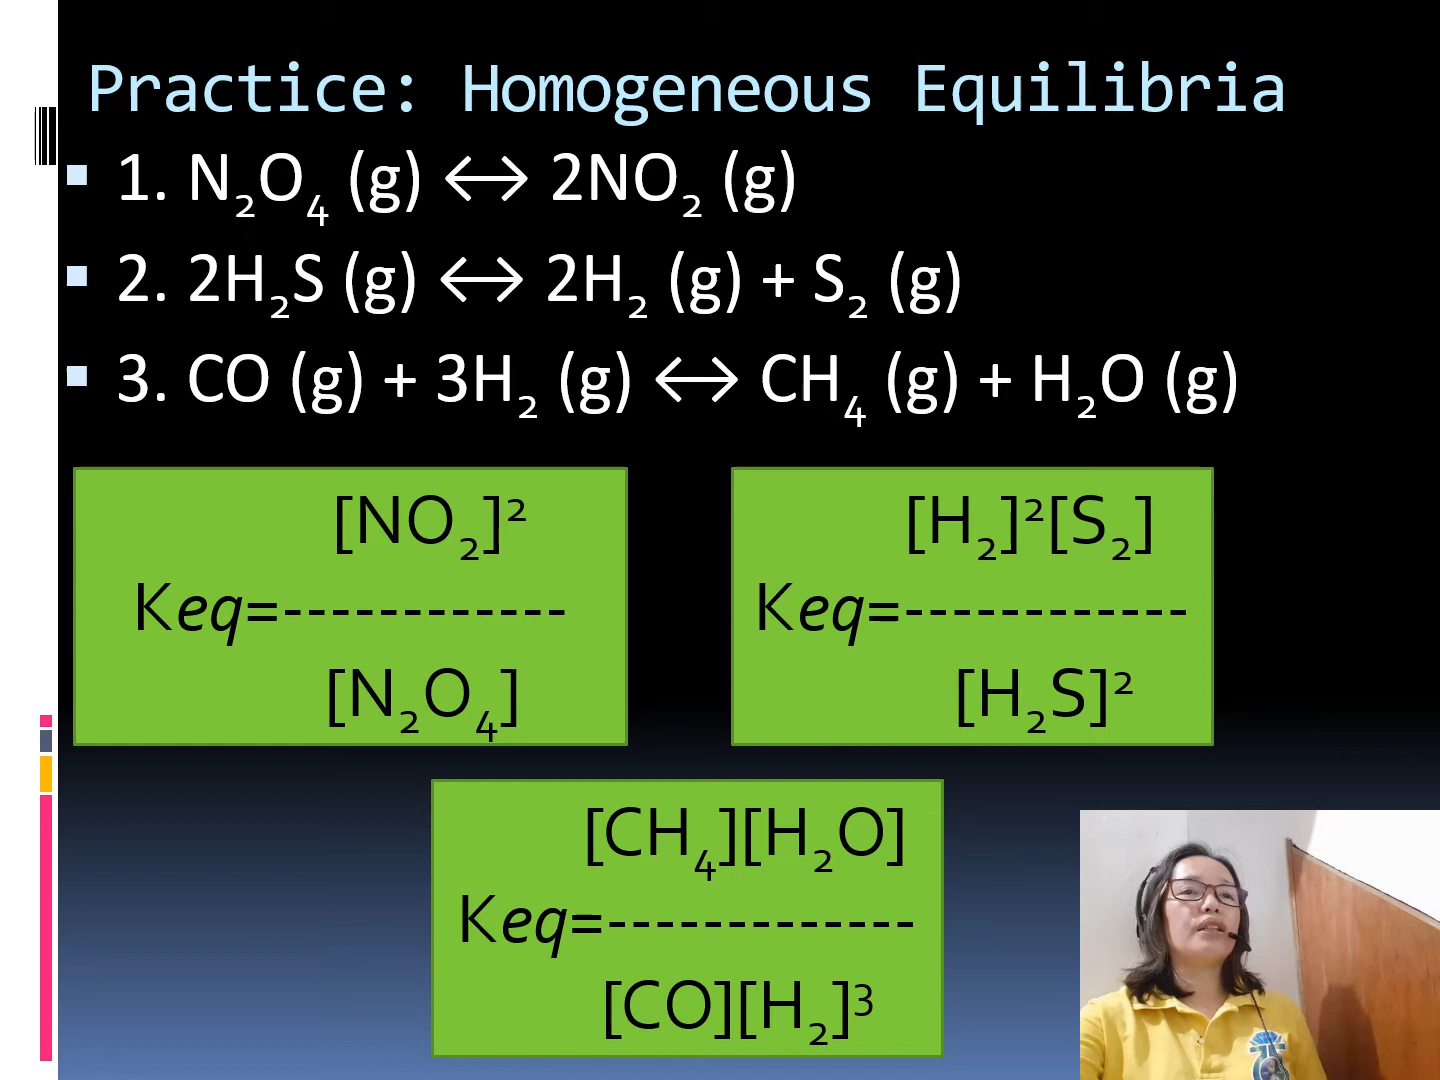 Practice: Homogeneous Equilibria
1. N₂O₄ (g) ↔ 2NO₂ (g)
2. 2H₂S (g) ↔ 2H₂ (g) + S₂ (g)
3. CO (g) + 3H₂ (g) ↔ CH₄ (g) + H₂O (g)
[NO₂]²
Keq=------------
[N₂O₄]
[H₂]²[S₂]
Keq=------------
[H₂S]²
[CH₄][H₂O]
Keq=-------------
[CO][H₂]³